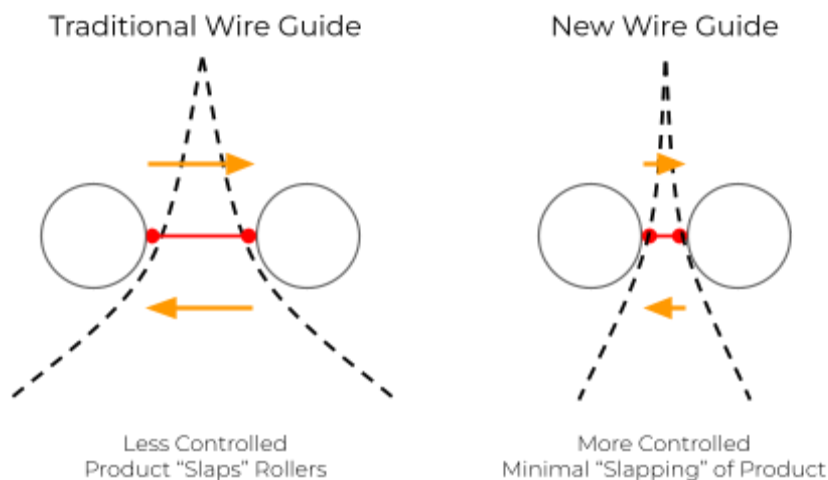 Traditional Wire Guide
New Wire Guide
Less Controlled
Product “Slaps” Rollers
More Controlled
Minimal “Slapping” of Product